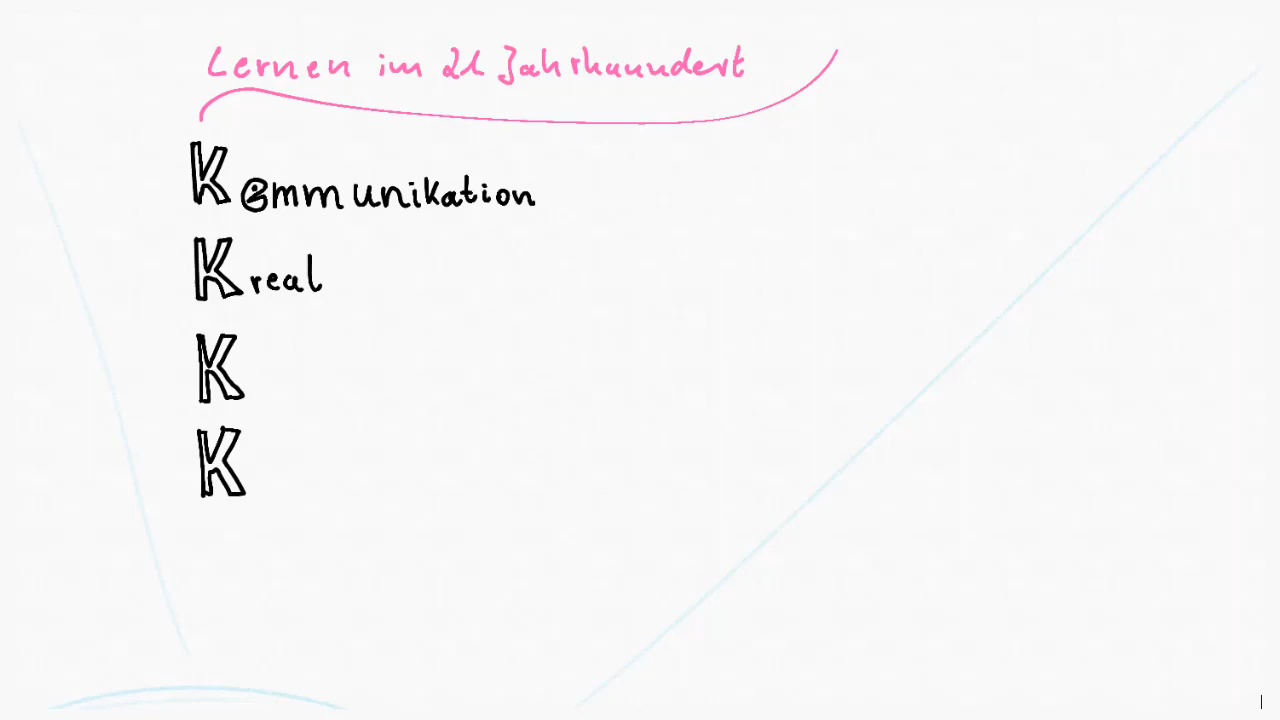 Lernen im 21 Jahrhundert
Kommunikation
Kreal
K
K